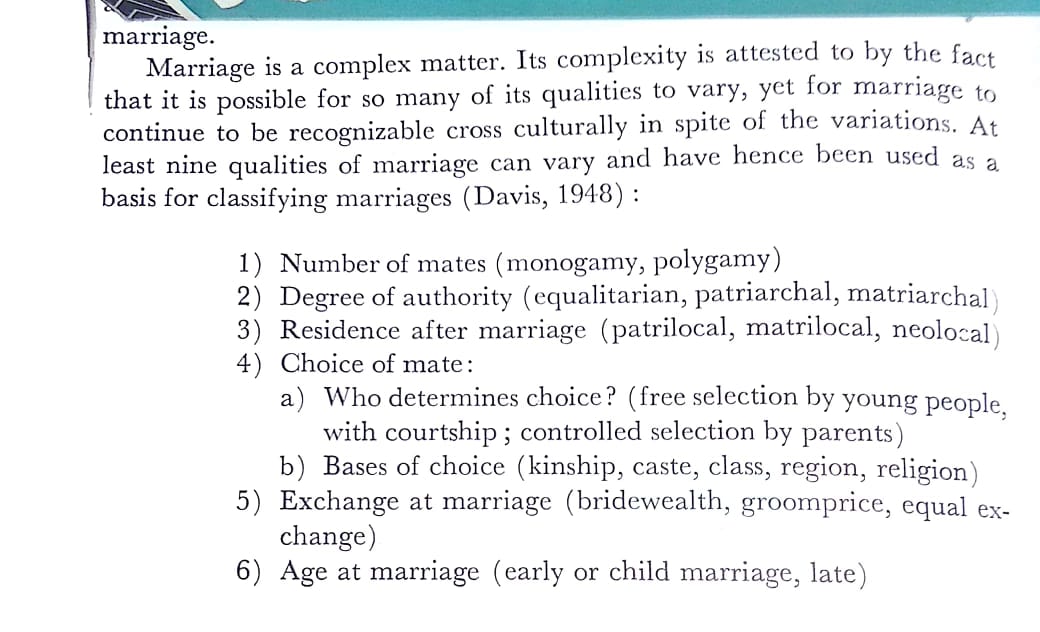 marriage.
Marriage is a complex matter. Its complexity is attested to by the fact
that it is possible for so many of its qualities to vary, yet for marriage to
continue to be recognizable cross culturally in spite of the variations. At
least nine qualities of marriage can vary and have hence been used as a
basis for classifying marriages (Davis, 1948) :
1) Number of mates (monogamy, polygamy)
2) Degree of authority (equalitarian, patriarchal, matriarchal)
3) Residence after marriage (patrilocal, matrilocal, neolocal)
4) Choice of mate:
a) Who determines choice? (free selection by young people,
with courtship ; controlled selection by parents)
b) Bases of choice (kinship, caste, class, region, religion)
5) Exchange at marriage (bridewealth, groomprice, equal ex-
change)
6) Age at marriage (early or child marriage, late)